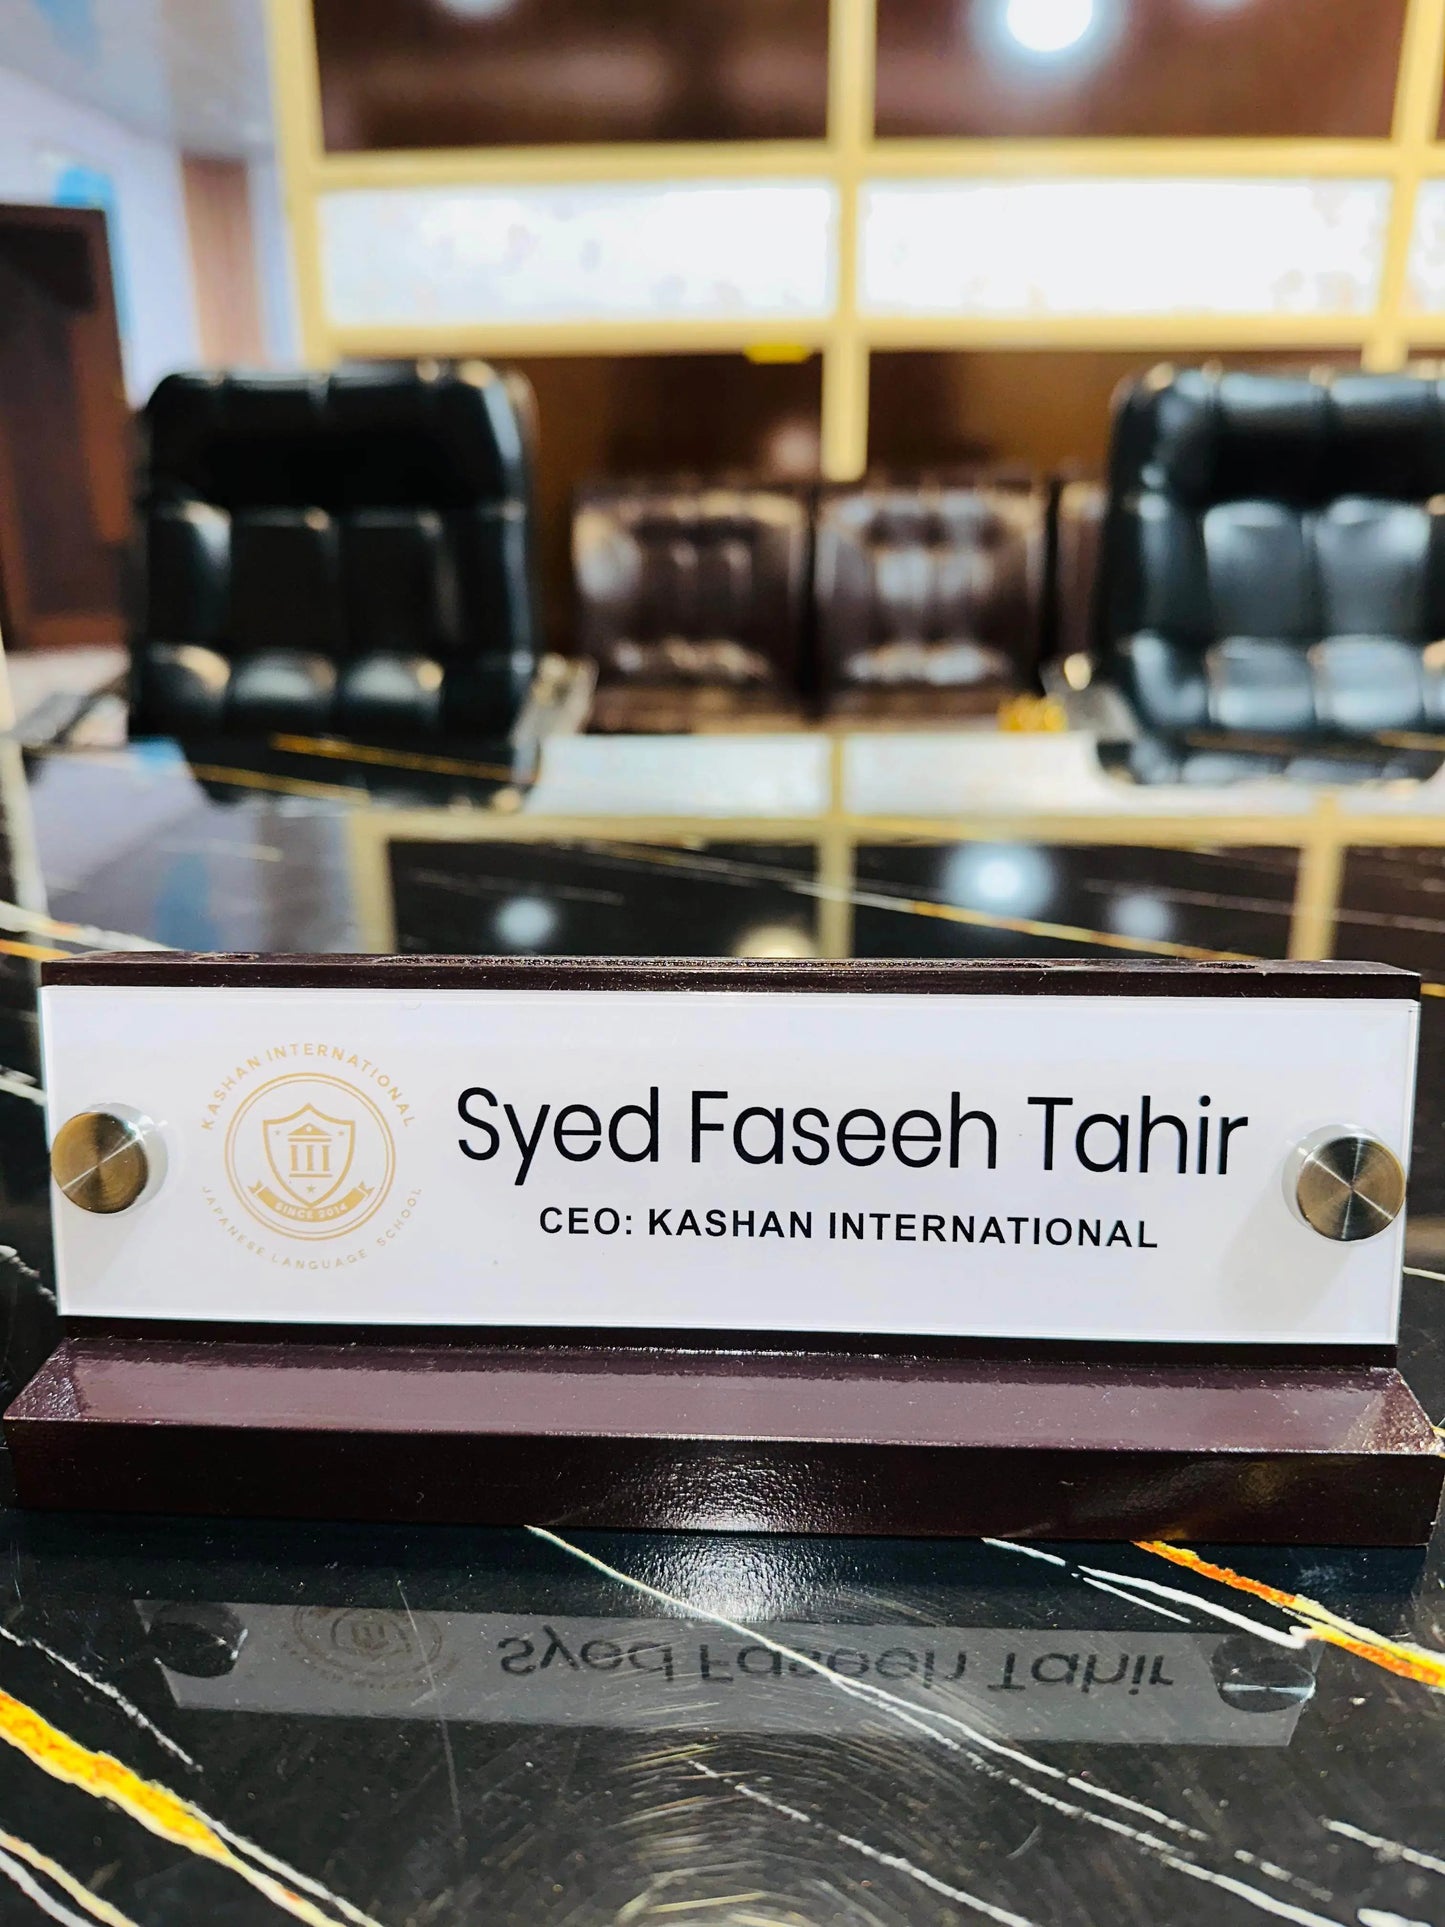 KASHAN INTERNATIONAL
SINCE 2014
JAPANESE LANGUAGE SCHOOL
Syed Faseeh Tahir
CEO: KASHAN INTERNATIONAL